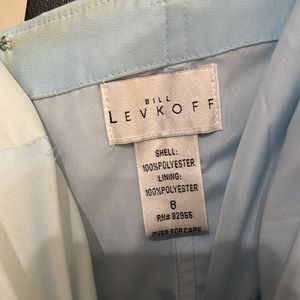 BILL
LEVKOFF
SHELL:
100%POLYESTER
LINING:
100%POLYESTER
8
RN# 82955
OVER FOR CARE